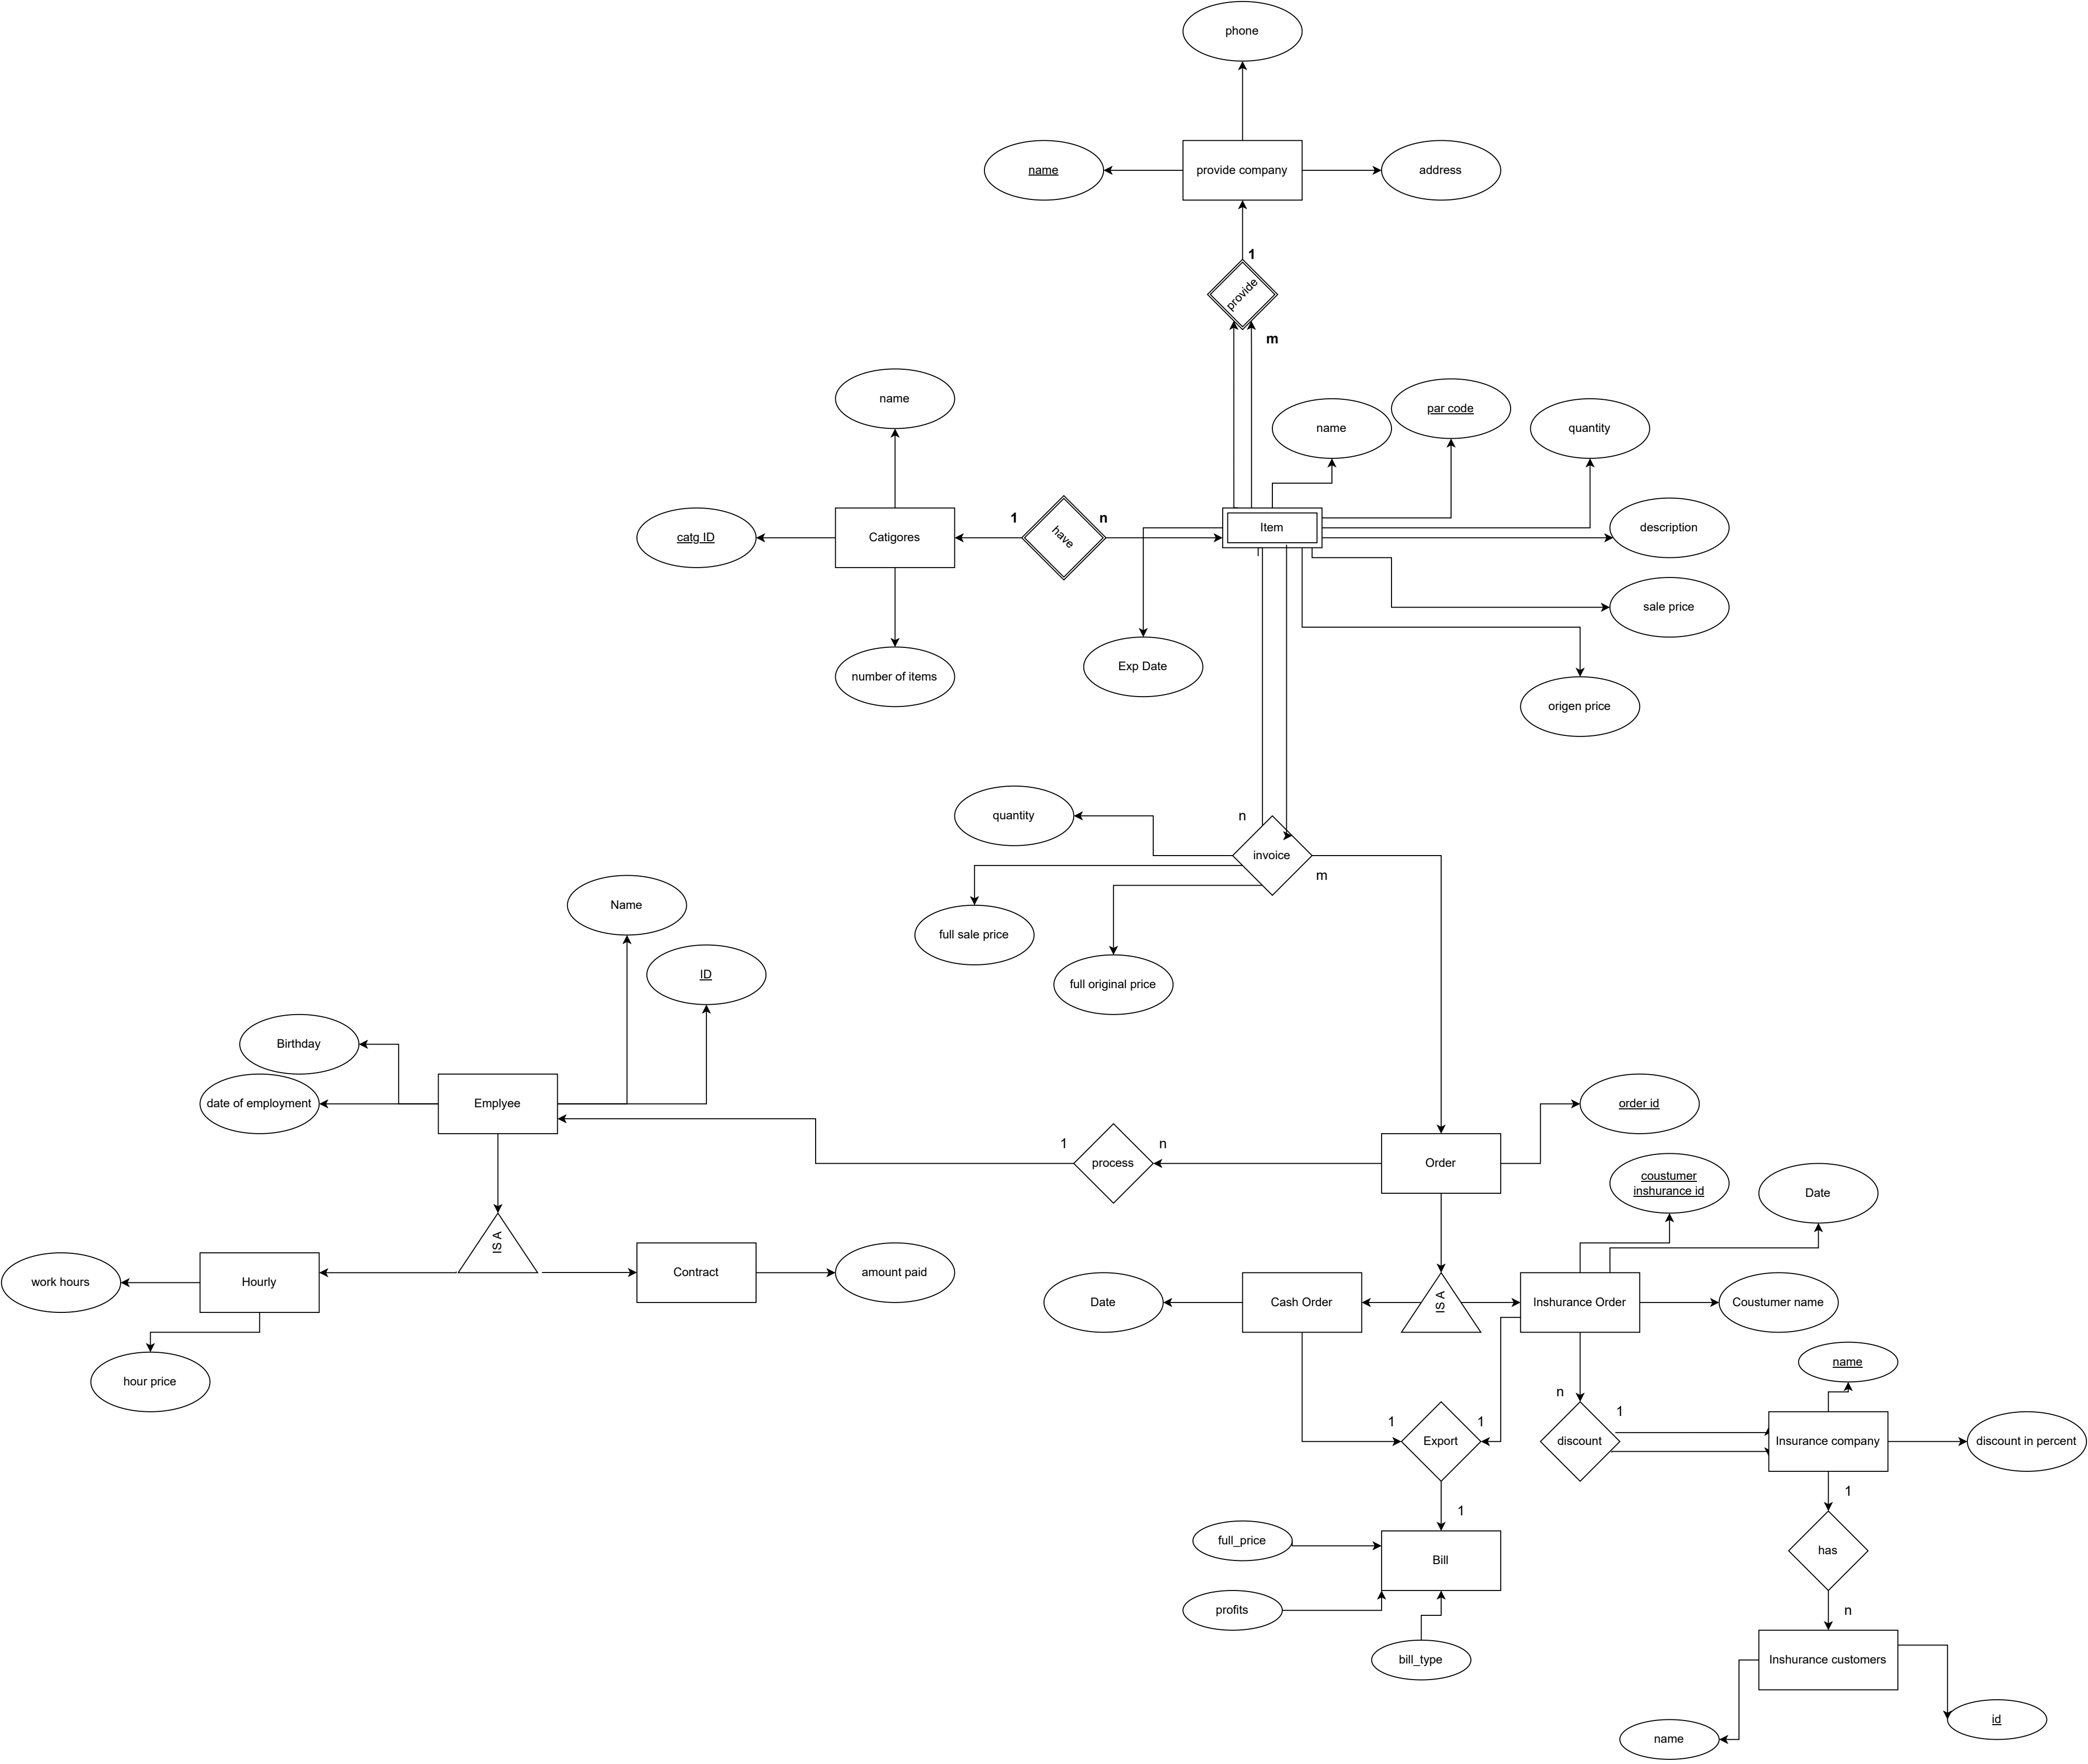 phone
name
provide company
address
1
provide
m
name
name
par code
quantity
catg ID
Catigores
1
have
n
Item
description
number of items
Exp Date
sale price
origen price
quantity
n
invoice
m
full sale price
full original price
Name
ID
Birthday
date of employment
Emplyee
1
process
n
Order
order id
coustumer
inshurance id
Date
IS A
work hours
Hourly
Contract
amount paid
hour price
Date
Cash Order
IS A
Inshurance Order
Coustumer name
name
n
1
1
1
Export
discount
Insurance company
discount in percent
1
1
full_price
Bill
has
profits
n
bill_type
Inshurance customers
name
id